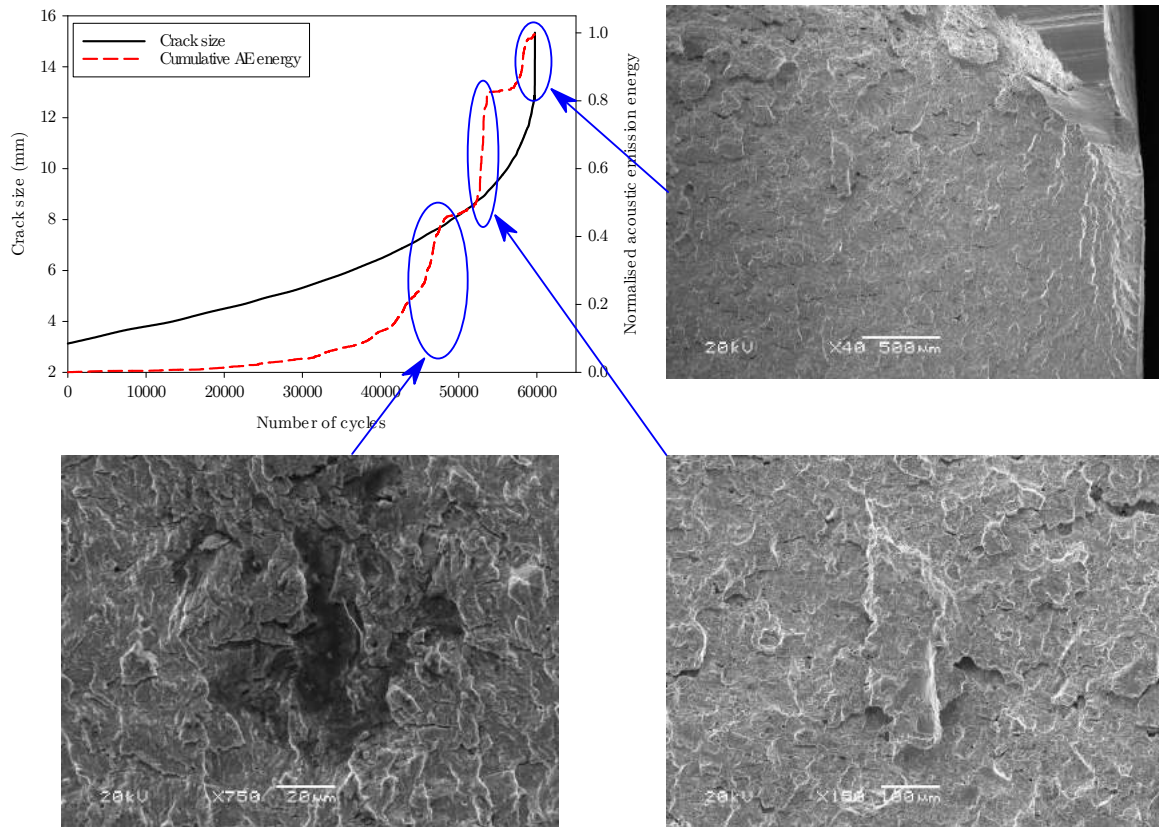 16
14
12
10
8
6
4
2
Crack size (mm)
Crack size
Cumulative AE energy
1.0
0.8
0.6
0.4
0.2
0.0
Normalised acoustic emission energy
0 10000 20000 30000 40000 50000 60000
Number of cycles
20kV X40 500µm
20kV X750 20µm
20kV X150 100µm